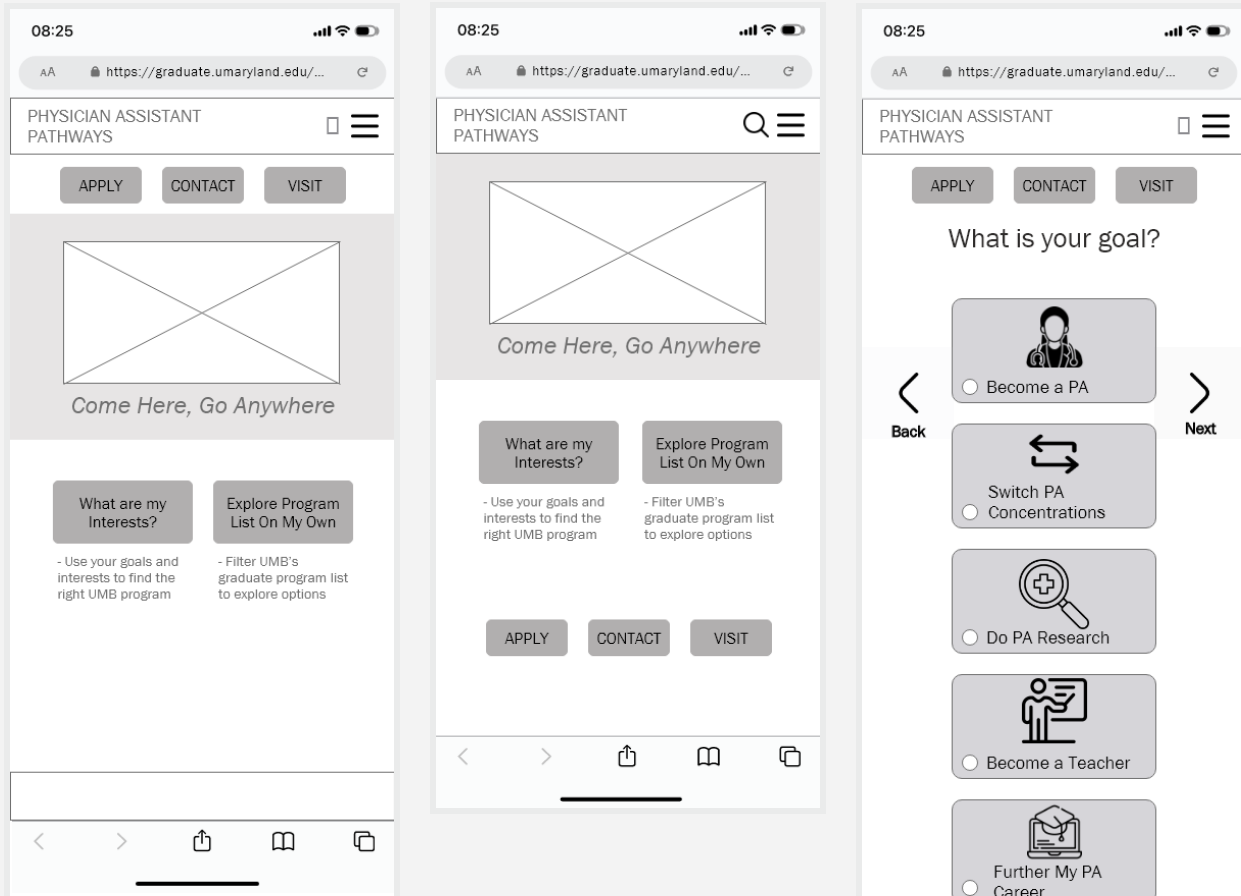 08:25
AA https://graduate.umaryland.edu/...
PHYSICIAN ASSISTANT
PATHWAYS
APPLY CONTACT VISIT
Come Here, Go Anywhere
What are my
Interests?
- Use your goals and
interests to find the
right UMB program
Explore Program
List On My Own
- Filter UMB's
graduate program list
to explore options
08:25
AA https://graduate.umaryland.edu/...
PHYSICIAN ASSISTANT
PATHWAYS
Come Here, Go Anywhere
What are my
Interests?
- Use your goals and
interests to find the
right UMB program
Explore Program
List On My Own
- Filter UMB's
graduate program list
to explore options
APPLY CONTACT VISIT
08:25
AA https://graduate.umaryland.edu/...
PHYSICIAN ASSISTANT
PATHWAYS
APPLY CONTACT VISIT
What is your goal?
Become a PA
Back
Next
Switch PA
Concentrations
Do PA Research
Become a Teacher
Further My PA
Career